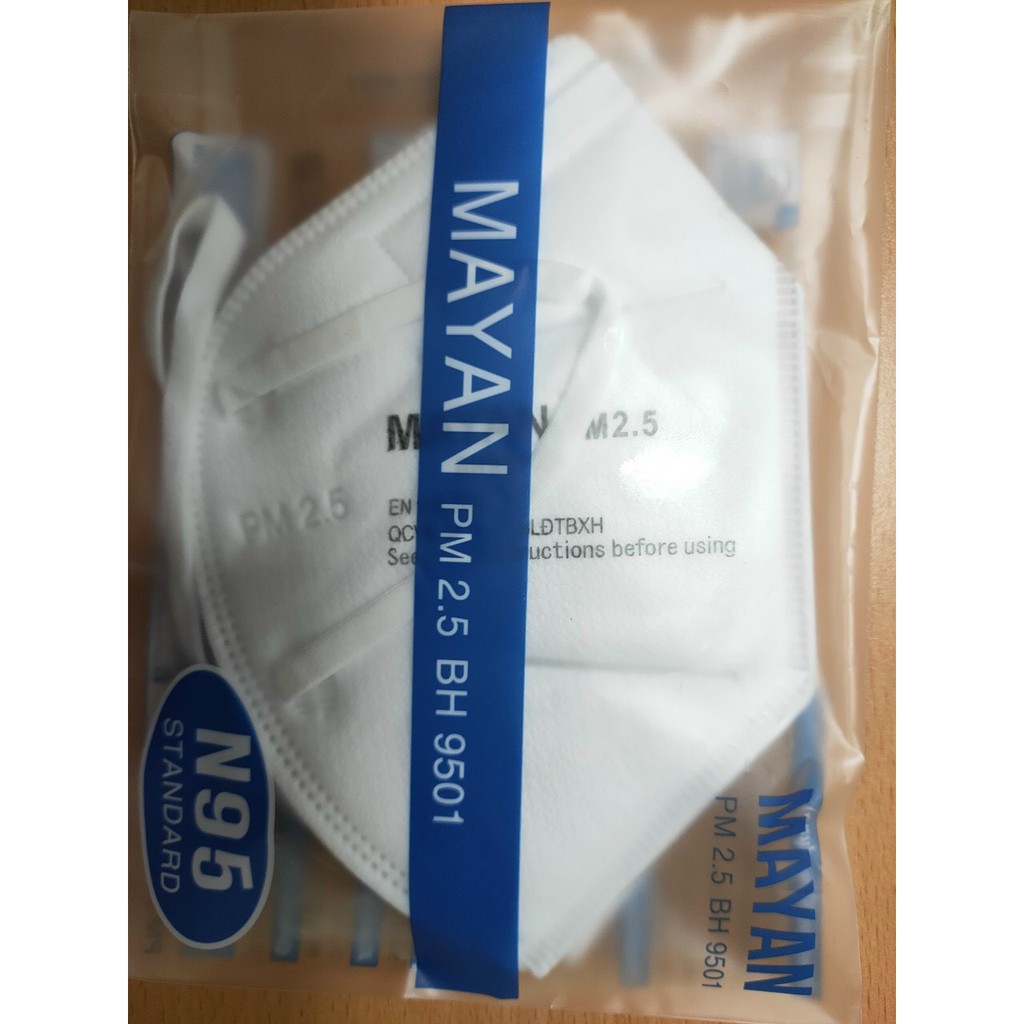 MAYAN PM 2.5 BH 9501
M N M2.5
PM 2.5
EN
QCV LĐTBXH
See uctions before using
N95
STANDARD
MAYAN
PM 2.5 BH 9501